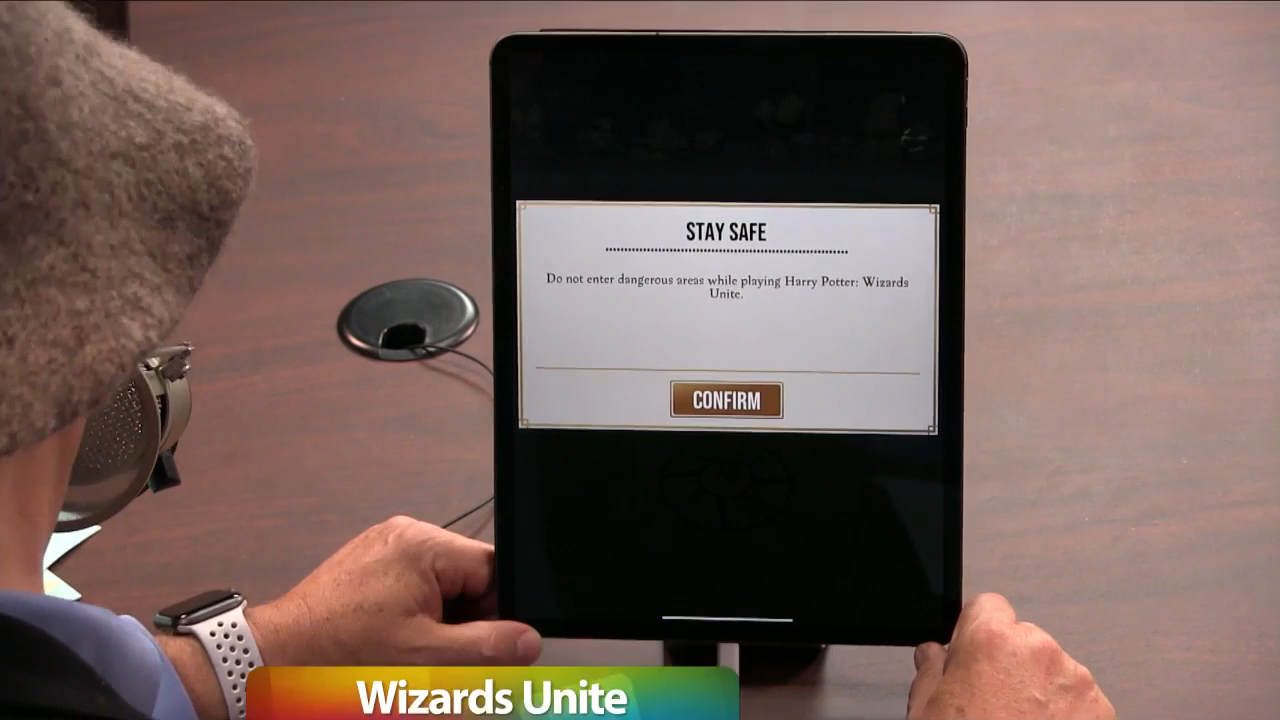 STAY SAFE
Do not enter dangerous areas while playing Harry Potter: Wizards
Unite.
CONFIRM
Wizards Unite